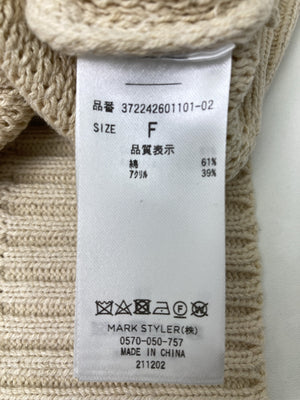 品番 372242601101-02
SIZE F
品質表示
綿 61%
アクリル 39%
MARK STYLER(株)
0570-050-757
MADE IN CHINA
211202